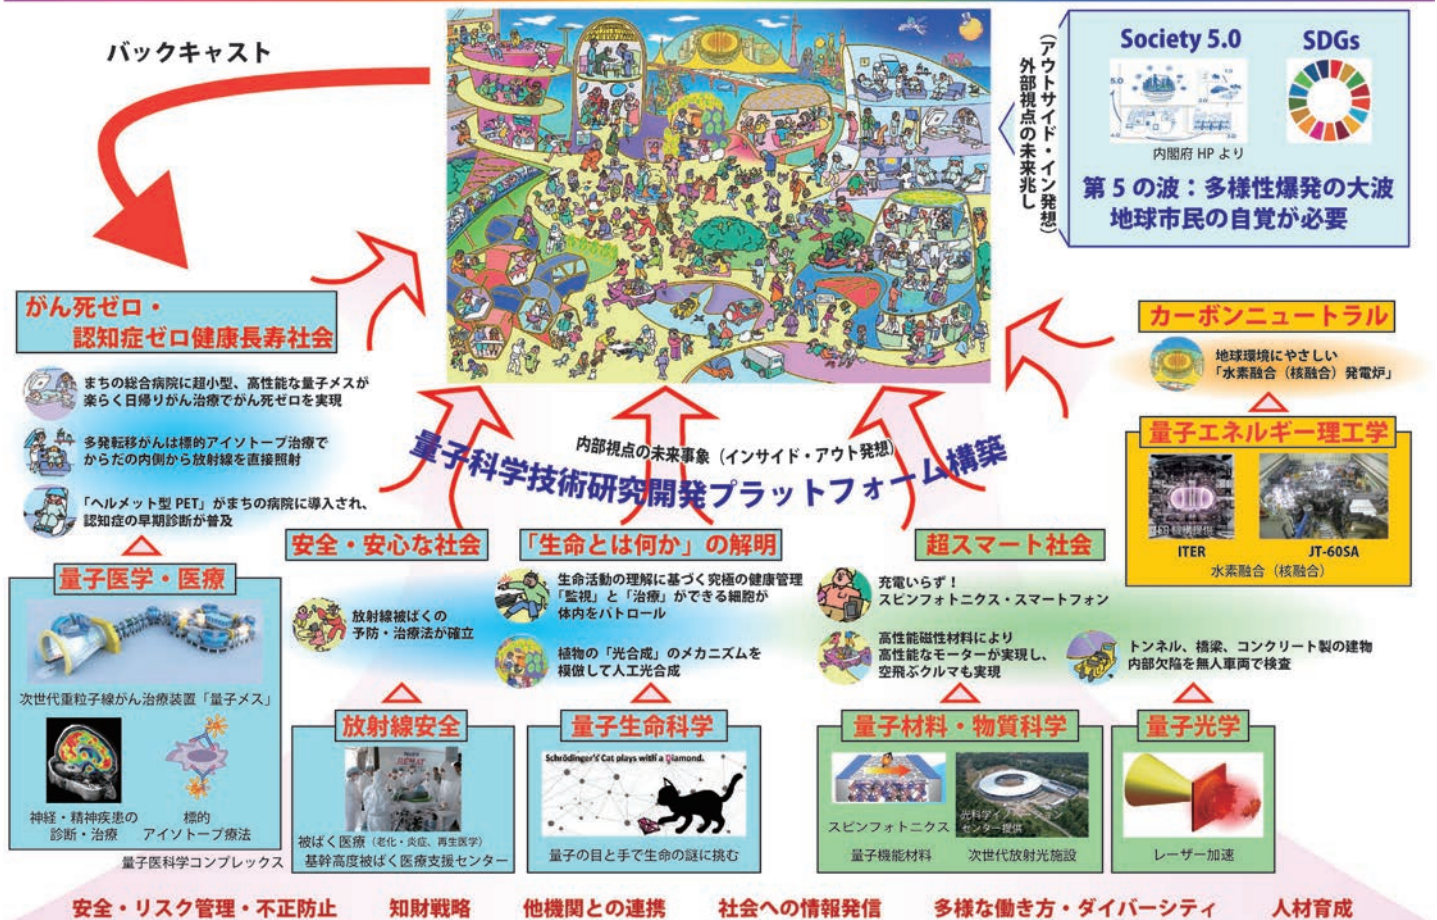 バックキャスト
(アウトサイド・イン発想)
外部視点の未来兆し
Society 5.0
SDGs
内閣府 HP より
第 5 の波:多様性爆発の大波
地球市民の自覚が必要
がん死ゼロ・
認知症ゼロ健康長寿社会
まちの総合病院に超小型、高性能な量子メスが
楽らく日帰りがん治療でがん死ゼロを実現
多発転移がんは標的アイソトープ治療で
からだの内側から放射線を直接照射
「ヘルメット型 PET」がまちの病院に導入され、
認知症の早期診断が普及
カーボンニュートラル
地球環境にやさしい
「水素融合(核融合)発電炉」
量子エネルギー理工学
ITER
JT-60SA
水素融合(核融合)
内部視点の未来事象(インサイド・アウト発想)
量子科学技術研究開発プラットフォーム構築
安全・安心な社会
放射線被ばくの
予防・治療法が確立
「生命とは何か」の解明
生命活動の理解に基づく究極の健康管理
「監視」と「治療」ができる細胞が
体内をパトロール
植物の「光合成」のメカニズムを
模倣して人工光合成
超スマート社会
充電いらず!
スピンフォトニクス・スマートフォン
高性能磁性材料により
高性能なモーターが実現し、
空飛ぶクルマも実現
トンネル、橋梁、コンクリート製の建物
内部欠陥を無人車両で検査
量子医学・医療
次世代重粒子線がん治療装置「量子メス」
神経・精神疾患の
診断・治療
標的
アイソトープ療法
量子医科学コンプレックス
放射線安全
被ばく医療(老化・炎症、再生医学)
基幹高度被ばく医療支援センター
量子生命科学
Schrödinger's Cat plays with a Diamond.
量子の目と手で生命の謎に挑む
量子材料・物質科学
スピンフォトニクス
量子機能材料
光科学イノベーション
センター提供
次世代放射光施設
量子光学
レーザー加速
安全・リスク管理・不正防止
知財戦略
他機関との連携
社会への情報発信
多様な働き方・ダイバーシティ
人材育成